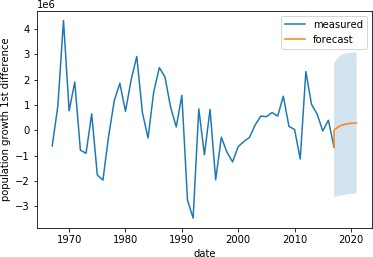 1e6
measured
forecast
population growth 1st difference
4
3
2
1
0
−1
−2
−3
1970
1980
1990
2000
2010
2020
date